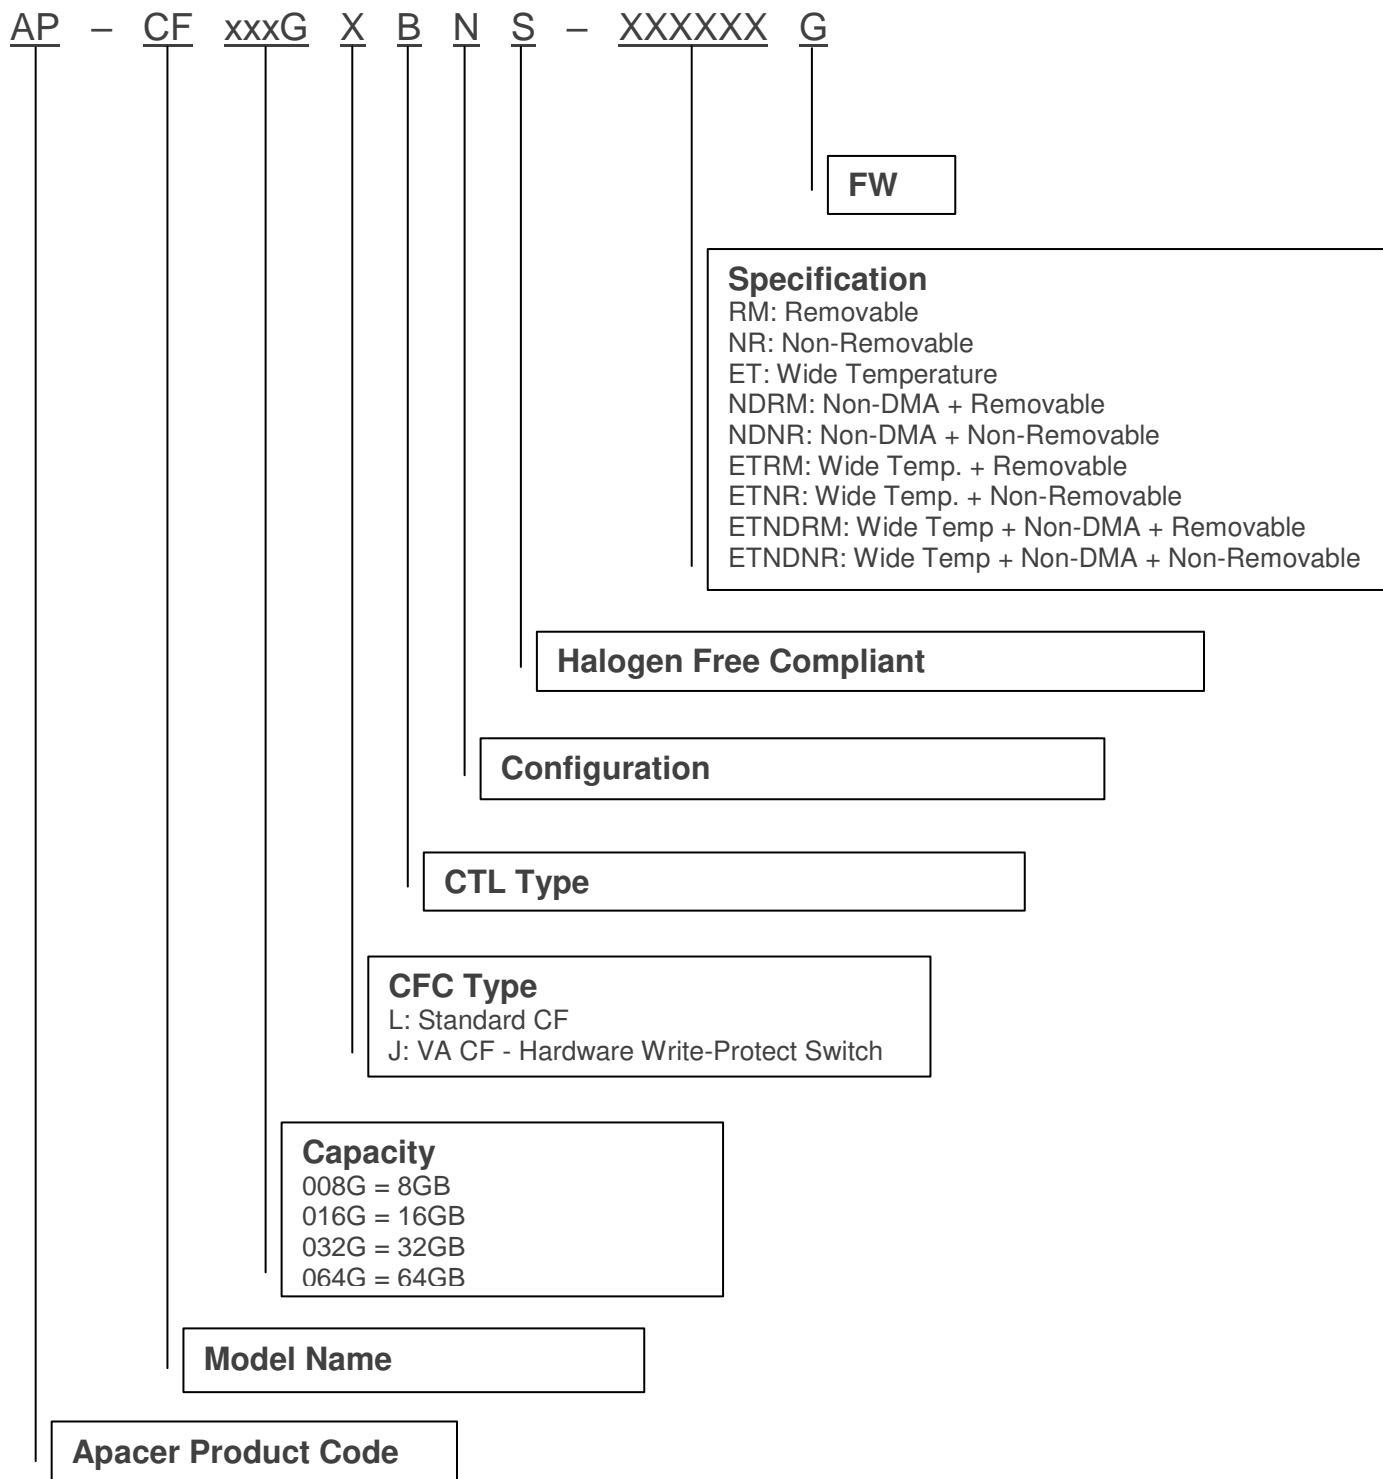 AP – CF xxxG X B N S – XXXXXX G
FW
Specification
RM: Removable
NR: Non-Removable
ET: Wide Temperature
NDRM: Non-DMA + Removable
NDNR: Non-DMA + Non-Removable
ETRM: Wide Temp. + Removable
ETNR: Wide Temp. + Non-Removable
ETNDRM: Wide Temp + Non-DMA + Removable
ETNDNR: Wide Temp + Non-DMA + Non-Removable
Halogen Free Compliant
Configuration
CTL Type
CFC Type
L: Standard CF
J: VA CF - Hardware Write-Protect Switch
Capacity
008G = 8GB
016G = 16GB
032G = 32GB
064G = 64GB
Model Name
Apacer Product Code